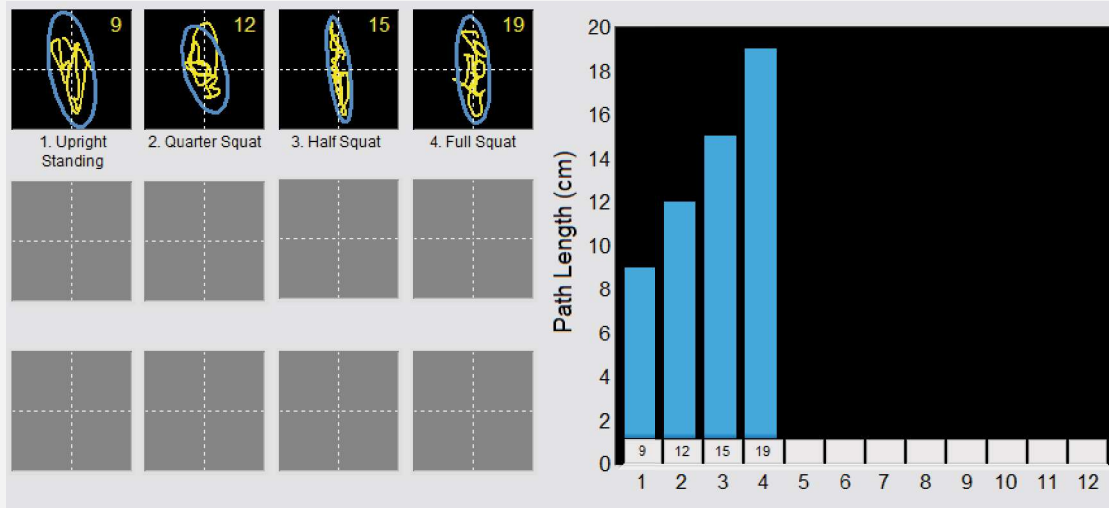 9
12
15
19
1. Upright
Standing
2. Quarter Squat
3. Half Squat
4. Full Squat
Path Length (cm)
20
18
16
14
12
10
8
6
4
2
0
9 12 15 19
1 2 3 4 5 6 7 8 9 10 11 12